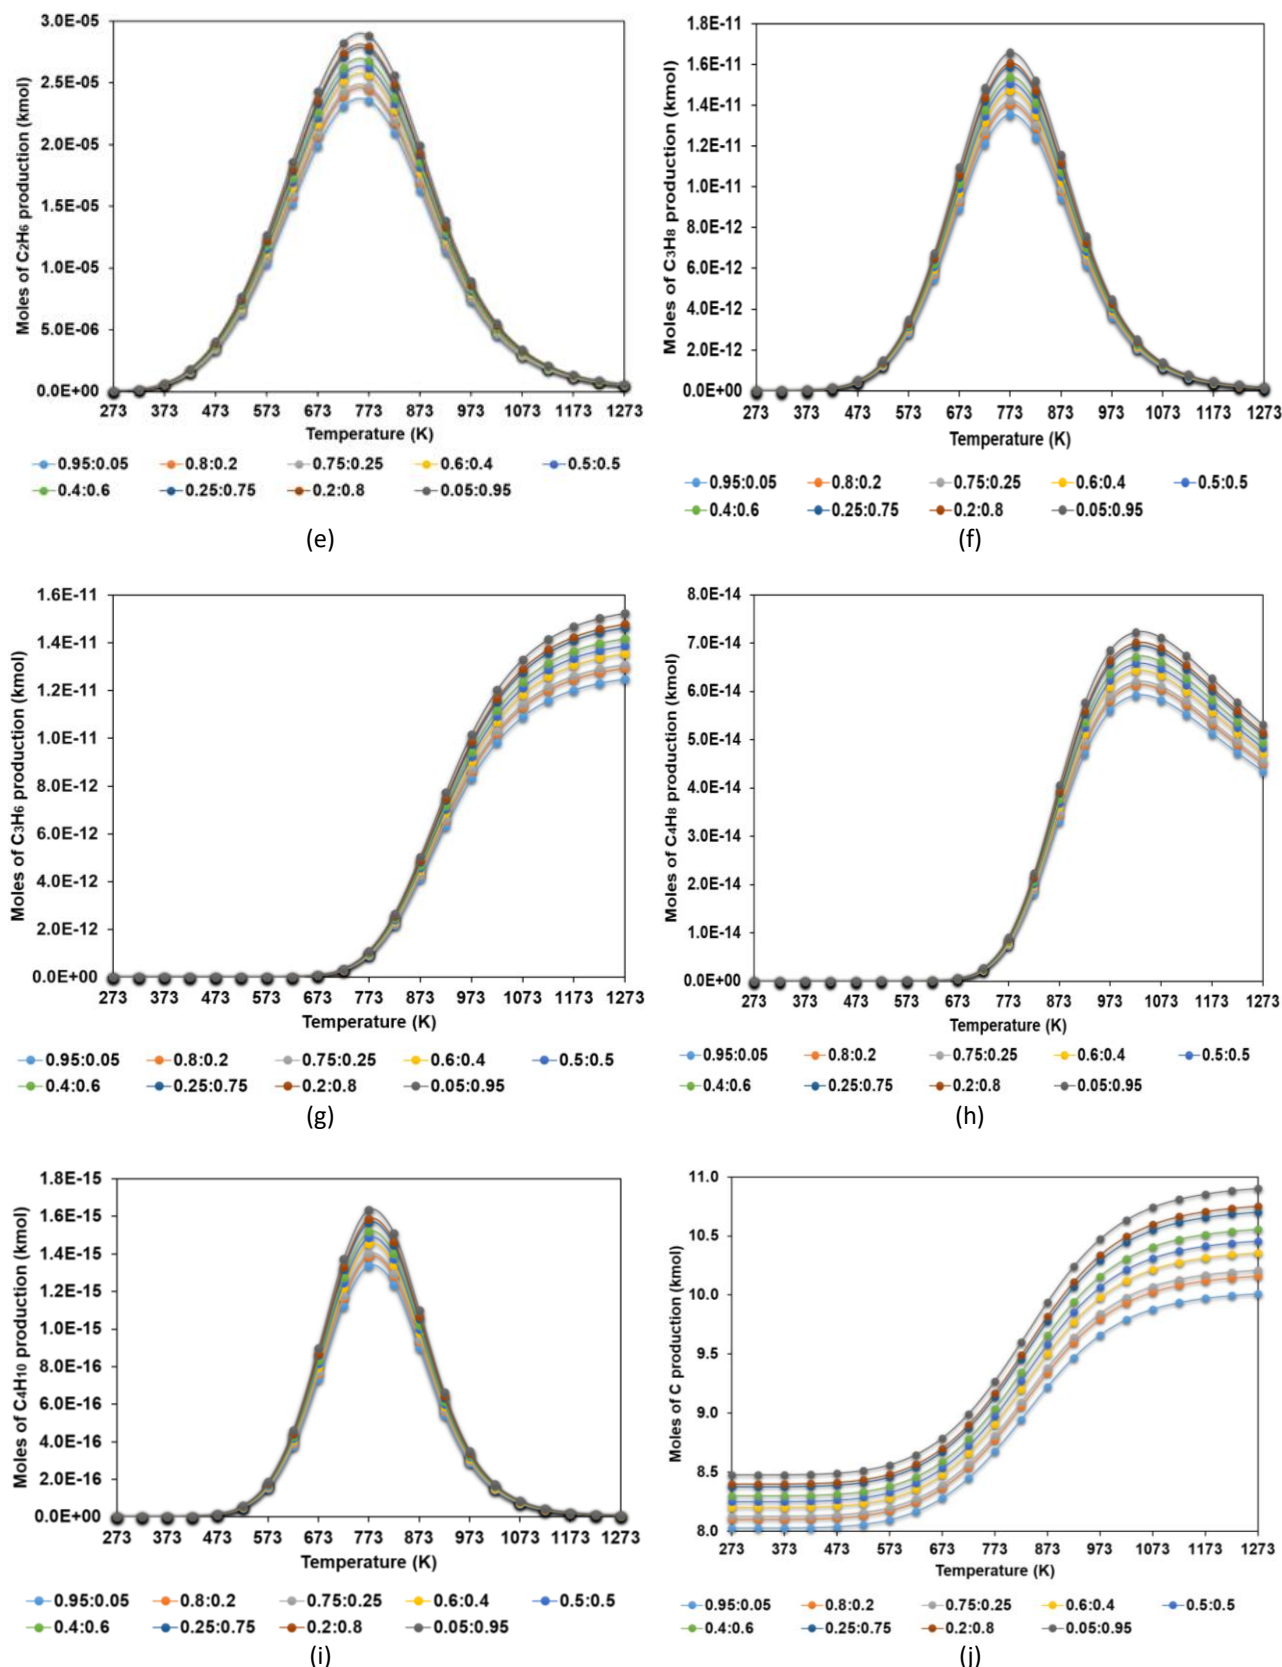 3.0E-05
2.5E-05
2.0E-05
1.5E-05
1.0E-05
5.0E-06
0.0E+00
Moles of C2H6 production (kmol)
273 373 473 573 673 773 873 973 1073 1173 1273
Temperature (K)
0.95:0.05 0.8:0.2 0.75:0.25 0.6:0.4 0.5:0.5
0.4:0.6 0.25:0.75 0.2:0.8 0.05:0.95
(e)
1.8E-11
1.6E-11
1.4E-11
1.2E-11
1.0E-11
8.0E-12
6.0E-12
4.0E-12
2.0E-12
0.0E+00
Moles of C3H8 production (kmol)
273 373 473 573 673 773 873 973 1073 1173 1273
Temperature (K)
0.95:0.05 0.8:0.2 0.75:0.25 0.6:0.4 0.5:0.5
0.4:0.6 0.25:0.75 0.2:0.8 0.05:0.95
(f)
1.6E-11
1.4E-11
1.2E-11
1.0E-11
8.0E-12
6.0E-12
4.0E-12
2.0E-12
0.0E+00
Moles of C3H6 production (kmol)
273 373 473 573 673 773 873 973 1073 1173 1273
Temperature (K)
0.95:0.05 0.8:0.2 0.75:0.25 0.6:0.4 0.5:0.5
0.4:0.6 0.25:0.75 0.2:0.8 0.05:0.95
(g)
8.0E-14
7.0E-14
6.0E-14
5.0E-14
4.0E-14
3.0E-14
2.0E-14
1.0E-14
0.0E+00
Moles of C4H8 production (kmol)
273 373 473 573 673 773 873 973 1073 1173 1273
Temperature (K)
0.95:0.05 0.8:0.2 0.75:0.25 0.6:0.4 0.5:0.5
0.4:0.6 0.25:0.75 0.2:0.8 0.05:0.95
(h)
1.8E-15
1.6E-15
1.4E-15
1.2E-15
1.0E-15
8.0E-16
6.0E-16
4.0E-16
2.0E-16
0.0E+00
Moles of C4H10 production (kmol)
273 373 473 573 673 773 873 973 1073 1173 1273
Temperature (K)
0.95:0.05 0.8:0.2 0.75:0.25 0.6:0.4 0.5:0.5
0.4:0.6 0.25:0.75 0.2:0.8 0.05:0.95
(i)
11.0
10.5
10.0
9.5
9.0
8.5
8.0
Moles of C production (kmol)
273 373 473 573 673 773 873 973 1073 1173 1273
Temperature (K)
0.95:0.05 0.8:0.2 0.75:0.25 0.6:0.4 0.5:0.5
0.4:0.6 0.25:0.75 0.2:0.8 0.05:0.95
(j)